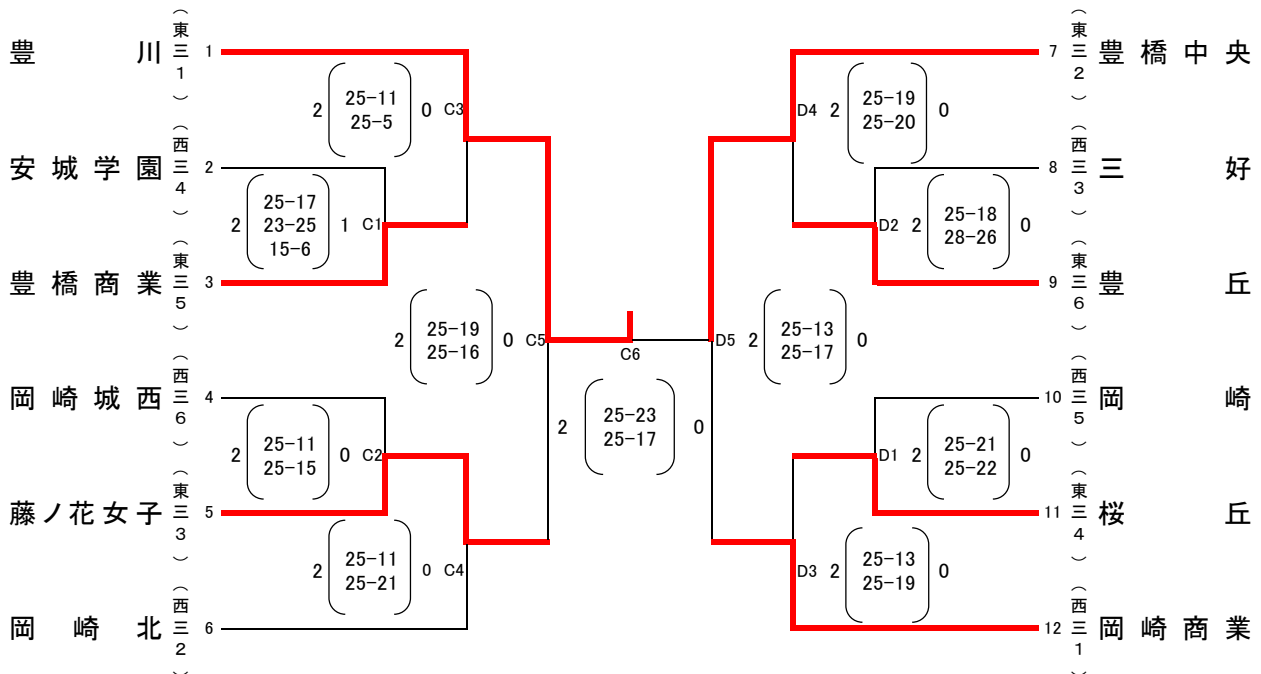 豊川 （東三1） 1
2 25-11 0 C3
25-5
安城学園 （西三4） 2
2 25-17 1 C1
23-25
15-6
豊橋商業 （東三5） 3
2 25-19 0 C5
25-16
岡崎城西 （西三6） 4
2 25-11 0 C2
25-15
藤ノ花女子 （東三3） 5
2 25-11 0 C4
25-21
岡崎北 （西三2） 6
C6
2 25-23 0
25-17
7 （東三2） 豊橋中央
D4 2 25-19 0
25-20
8 （西三3） 三好
D2 2 25-18 0
28-26
9 （東三6） 豊丘
D5 2 25-13 0
25-17
10 （西三5） 岡崎
D1 2 25-21 0
25-22
11 （東三4） 桜丘
D3 2 25-13 0
25-19
12 （西三1） 岡崎商業